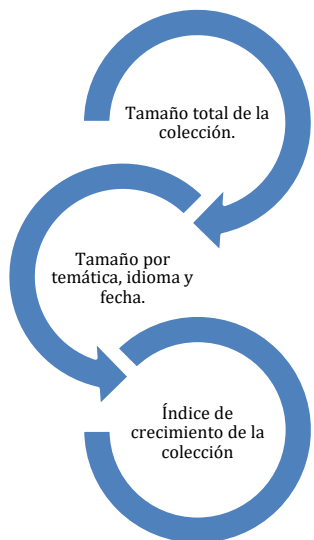 Tamaño total de la
colección.
Tamaño por
temática, idioma y
fecha.
Índice de
crecimiento de la
colección